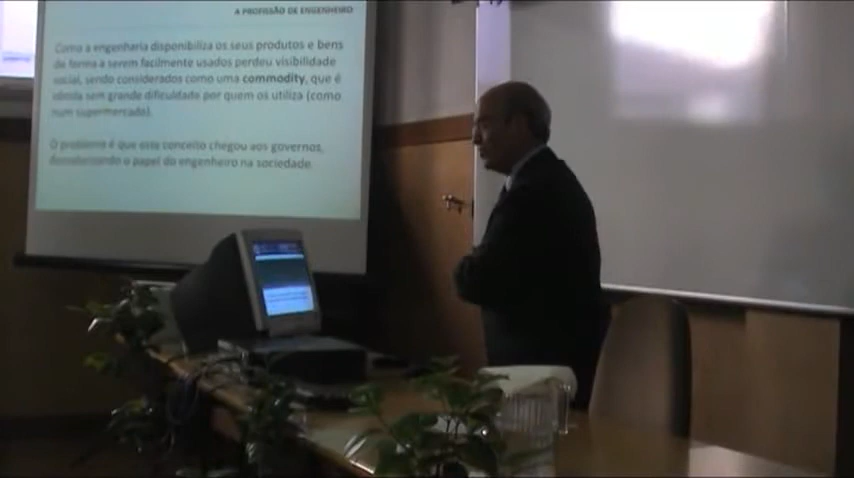 A PROFISSÃO DE ENGENHEIRO
Como a engenharia disponibiliza os seus produtos e bens
de forma a serem facilmente usados perdeu visibilidade
social, sendo considerados como uma commodity, que é
obtida sem grande dificuldade por quem os utiliza (como
num supermercado).
O problema é que este conceito chegou aos governos,
desvalorizando o papel do engenheiro na sociedade.